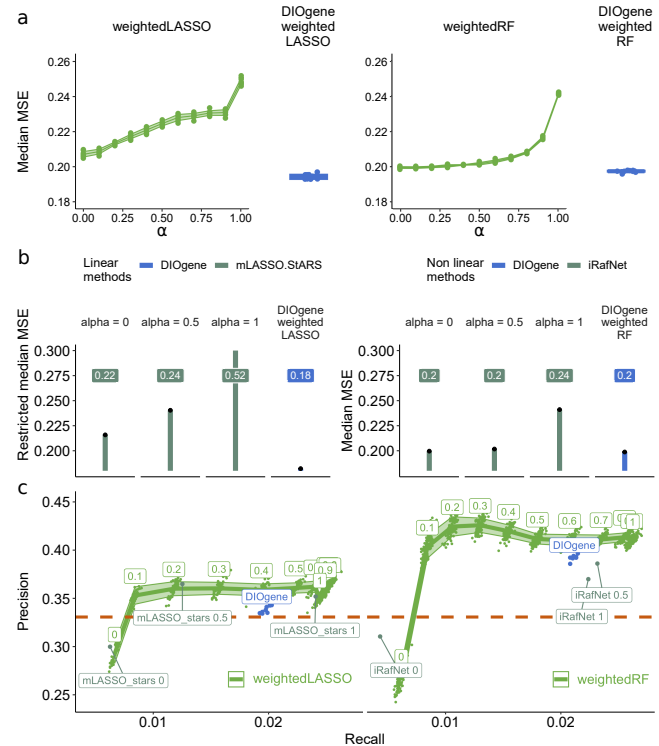 a
weightedLASSO
DIOgene
weighted
LASSO
weightedRF
DIOgene
weighted
RF
Median MSE
0.26
0.24
0.22
0.20
0.18
0.00 0.25 0.50 0.75 1.00
α
0.26
0.24
0.22
0.20
0.18
0.00 0.25 0.50 0.75 1.00
α
b
Linear
methods
DIOgene
mLASSO.StARS
Non linear
methods
DIOgene
iRafNet
alpha = 0
alpha = 0.5
alpha = 1
DIOgene
weighted
LASSO
alpha = 0
alpha = 0.5
alpha = 1
DIOgene
weighted
RF
Restricted median MSE
0.300
0.275
0.250
0.225
0.200
0.22
0.24
0.52
0.18
Median MSE
0.300
0.275
0.250
0.225
0.200
0.2
0.2
0.24
0.2
c
Precision
0.45
0.40
0.35
0.30
0.25
0
0.1
0.2
0.3
0.4
0.5
0.9
1
DIOgene
mLASSO_stars 0.5
mLASSO_stars 1
mLASSO_stars 0
weightedLASSO
0
0.1
0.2
0.3
0.4
0.5
0.6
0.7
1
DIOgene
iRafNet 0.5
iRafNet 1
iRafNet 0
weightedRF
0.01 0.02
0.01 0.02
Recall